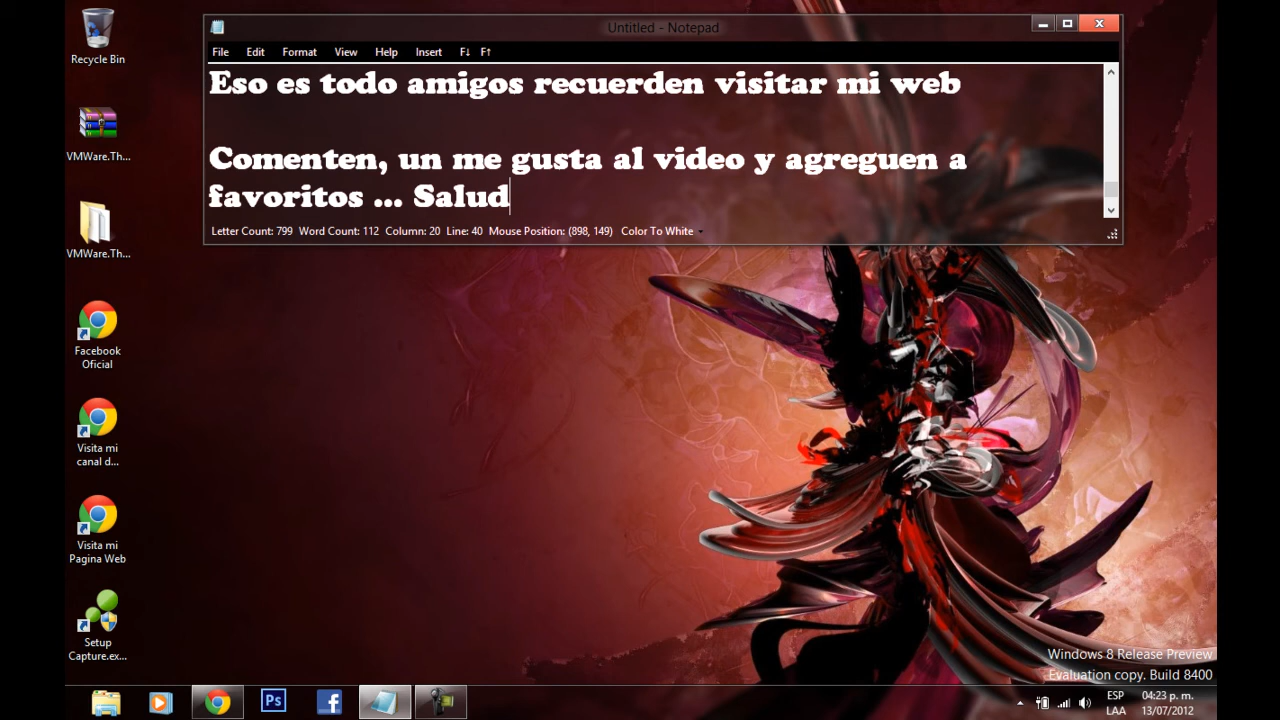 Recycle Bin
VMWare.Th...
VMWare.Th...
Facebook
Oficial
Visita mi
canal d...
Visita mi
Pagina Web
Setup
Capture.ex...
Untitled - Notepad
File Edit Format View Help Insert F↓ F↑
Eso es todo amigos recuerden visitar mi web
Comenten, un me gusta al video y agreguen a
favoritos ... Salud
Letter Count: 799 Word Count: 112 Column: 20 Line: 40 Mouse Position: (898, 149) Color To White
Windows 8 Release Preview
Evaluation copy. Build 8400
Ps
f
ESP 04:23 p. m.
LAA 13/07/2012